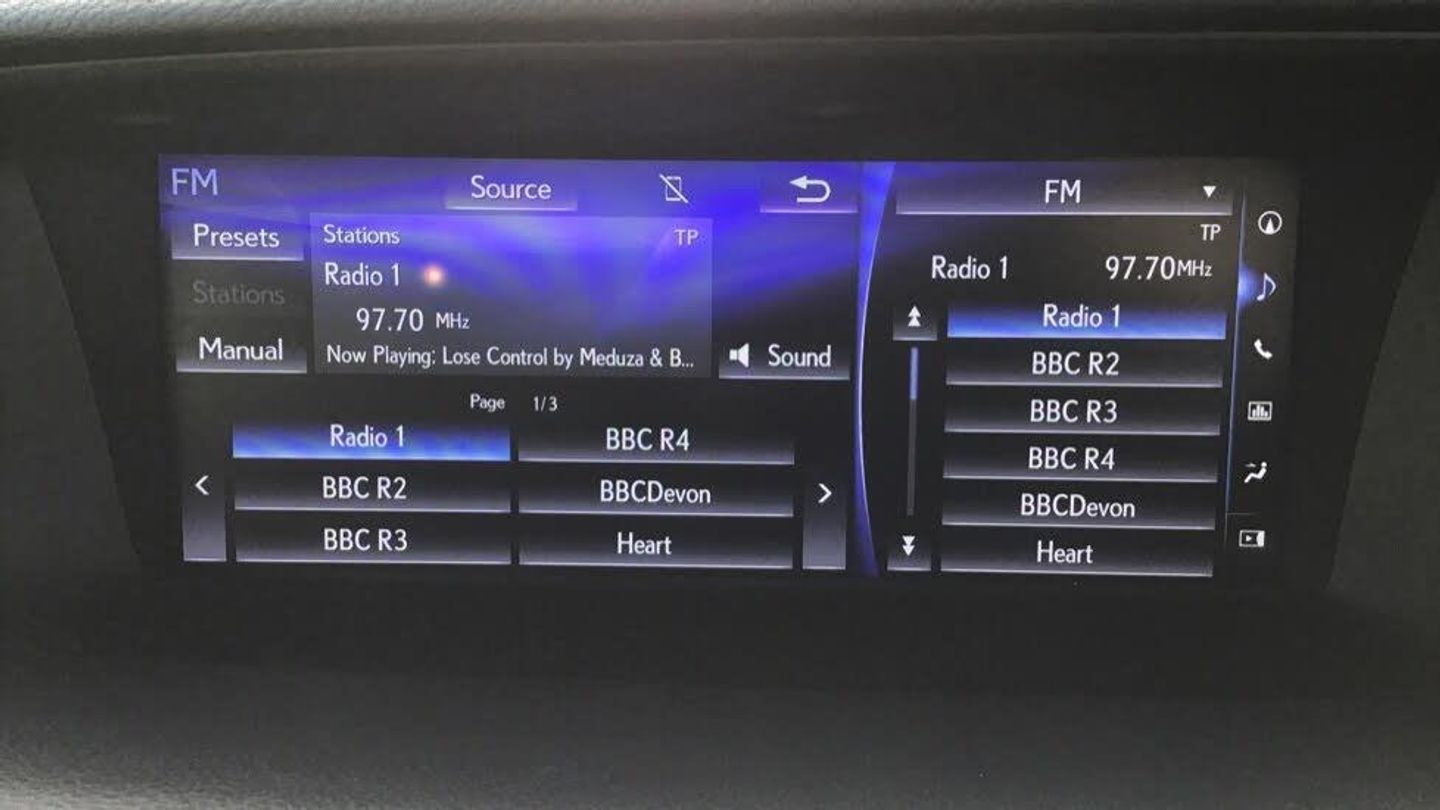 FM
Source
Presets
Stations
Manual
Stations
TP
Radio 1
97.70 MHz
Now Playing: Lose Control by Meduza & B...
Sound
Page 1/3
Radio 1
BBC R4
BBC R2
BBCDevon
BBC R3
Heart
FM
TP
Radio 1 97.70MHz
Radio 1
BBC R2
BBC R3
BBC R4
BBCDevon
Heart